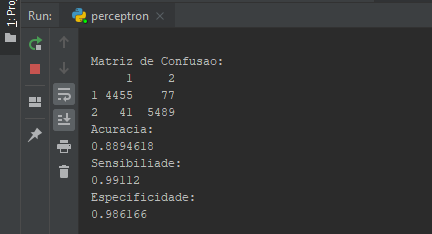 1: Pro
Run: perceptron ×
Matriz de Confusao:
1 2
1 4455 77
2 41 5489
Acuracia:
0.8894618
Sensibiliade:
0.99112
Especificidade:
0.986166